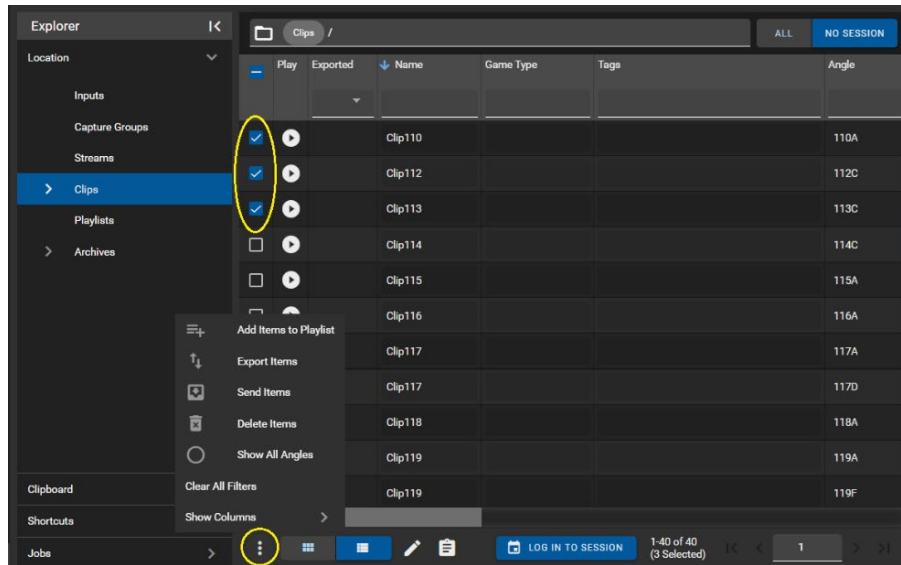 Explorer
Location
Inputs
Capture Groups
Streams
Clips
Playlists
Archives
Clipboard
Shortcuts
Jobs
Clips /
ALL NO SESSION
Play Exported Name Game Type Tags Angle
Clip110 110A
Clip112 112C
Clip113 113C
Clip114 114C
Clip115 115A
Clip116 116A
Clip117 117A
Clip117 117D
Clip118 118A
Clip119 119A
Clip119 119F
Add Items to Playlist
Export Items
Send Items
Delete Items
Show All Angles
Clear All Filters
Show Columns
LOG IN TO SESSION
1-40 of 40
(3 Selected)
1